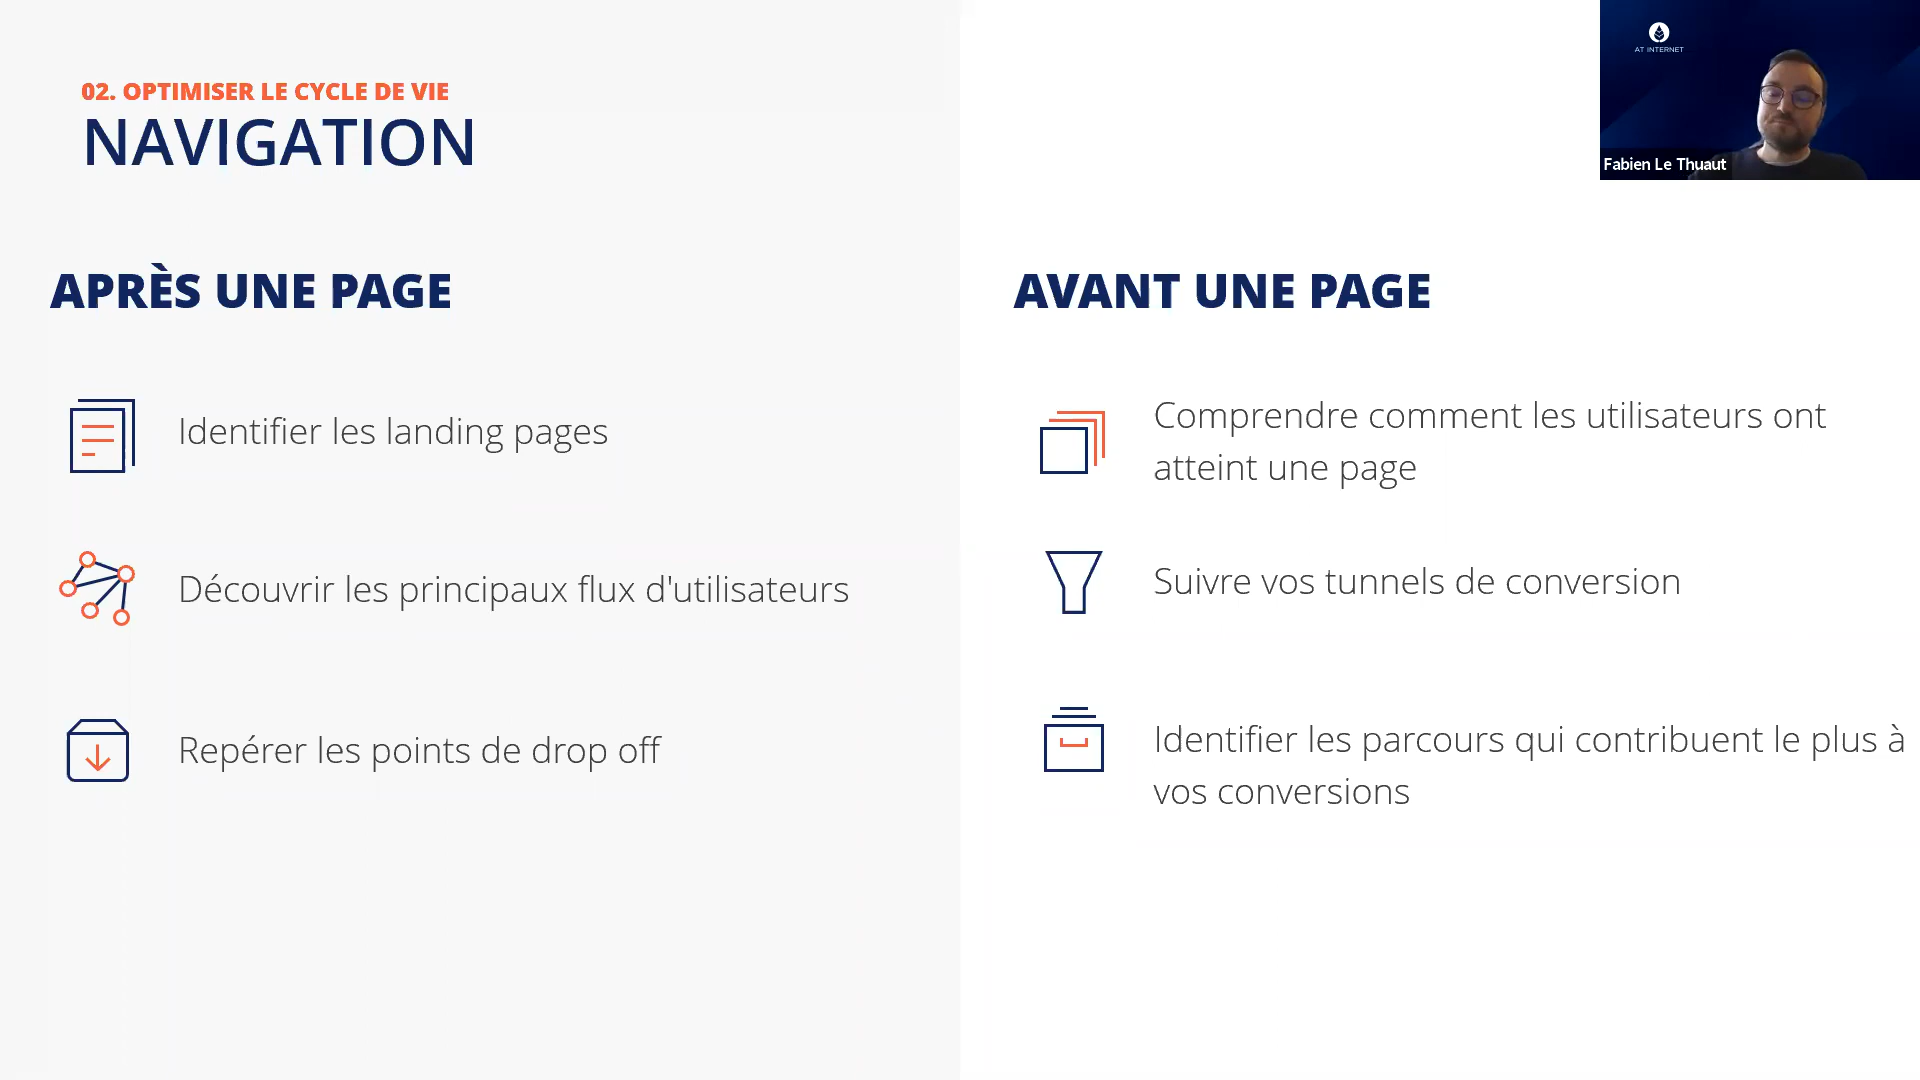 02. OPTIMISER LE CYCLE DE VIE
NAVIGATION
AT INTERNET
Fabien Le Thuaut
APRÈS UNE PAGE
Identifier les landing pages
Découvrir les principaux flux d'utilisateurs
Repérer les points de drop off
AVANT UNE PAGE
Comprendre comment les utilisateurs ont
atteint une page
Suivre vos tunnels de conversion
Identifier les parcours qui contribuent le plus à
vos conversions